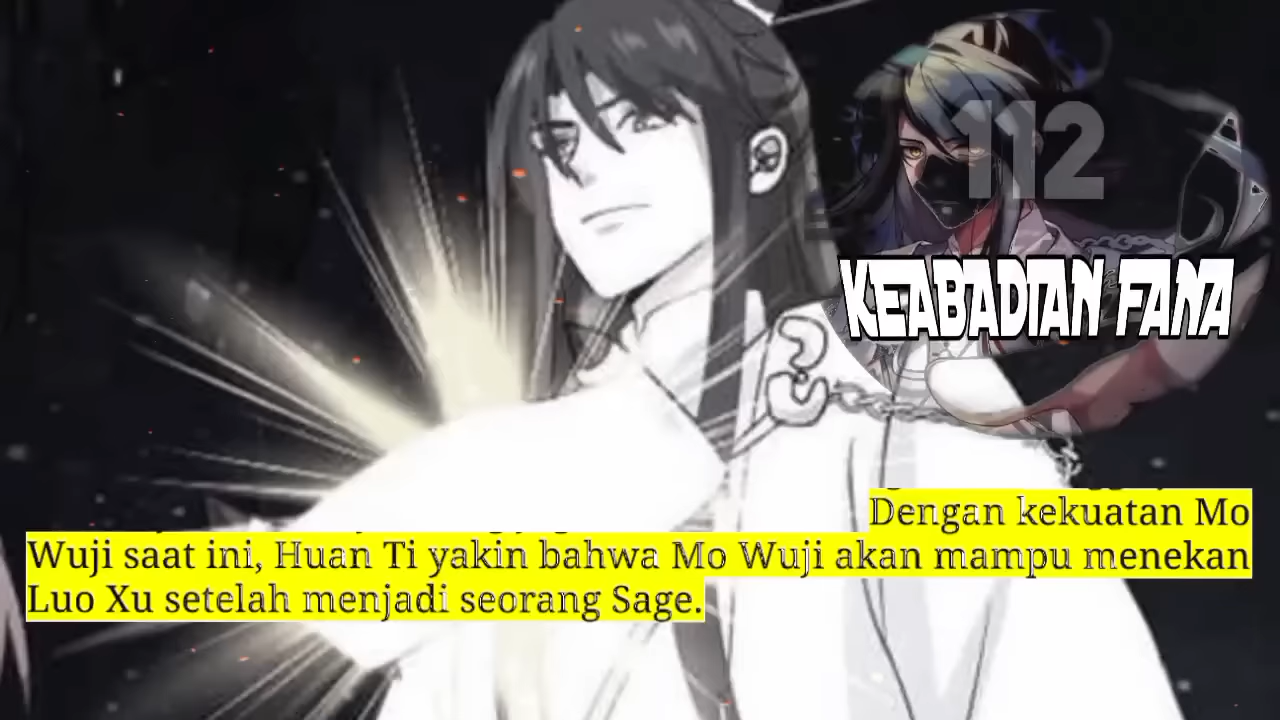 112
KEABADIAN FANA
Dengan kekuatan Mo
Wuji saat ini, Huan Ti yakin bahwa Mo Wuji akan mampu menekan
Luo Xu setelah menjadi seorang Sage.